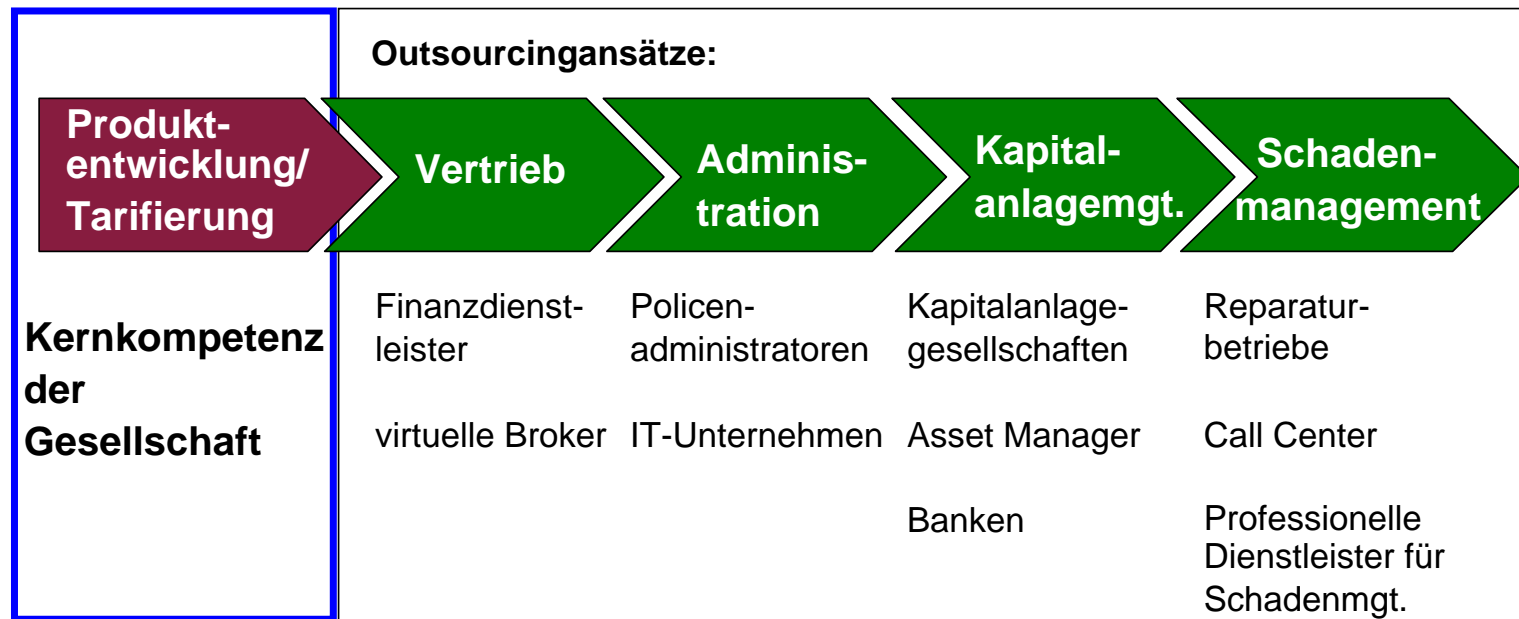 Outsourcingansätze:
Produkt-
entwicklung/
Tarifierung
Vertrieb
Adminis-
tration
Kapital-
anlagemgt.
Schaden-
management
Kernkompetenz
der
Gesellschaft
Finanzdienst-
leister
virtuelle Broker
Policen-
administratoren
IT-Unternehmen
Kapitalanlage-
gesellschaften
Asset Manager
Banken
Reparatur-
betriebe
Call Center
Professionelle
Dienstleister für
Schadenmgt.